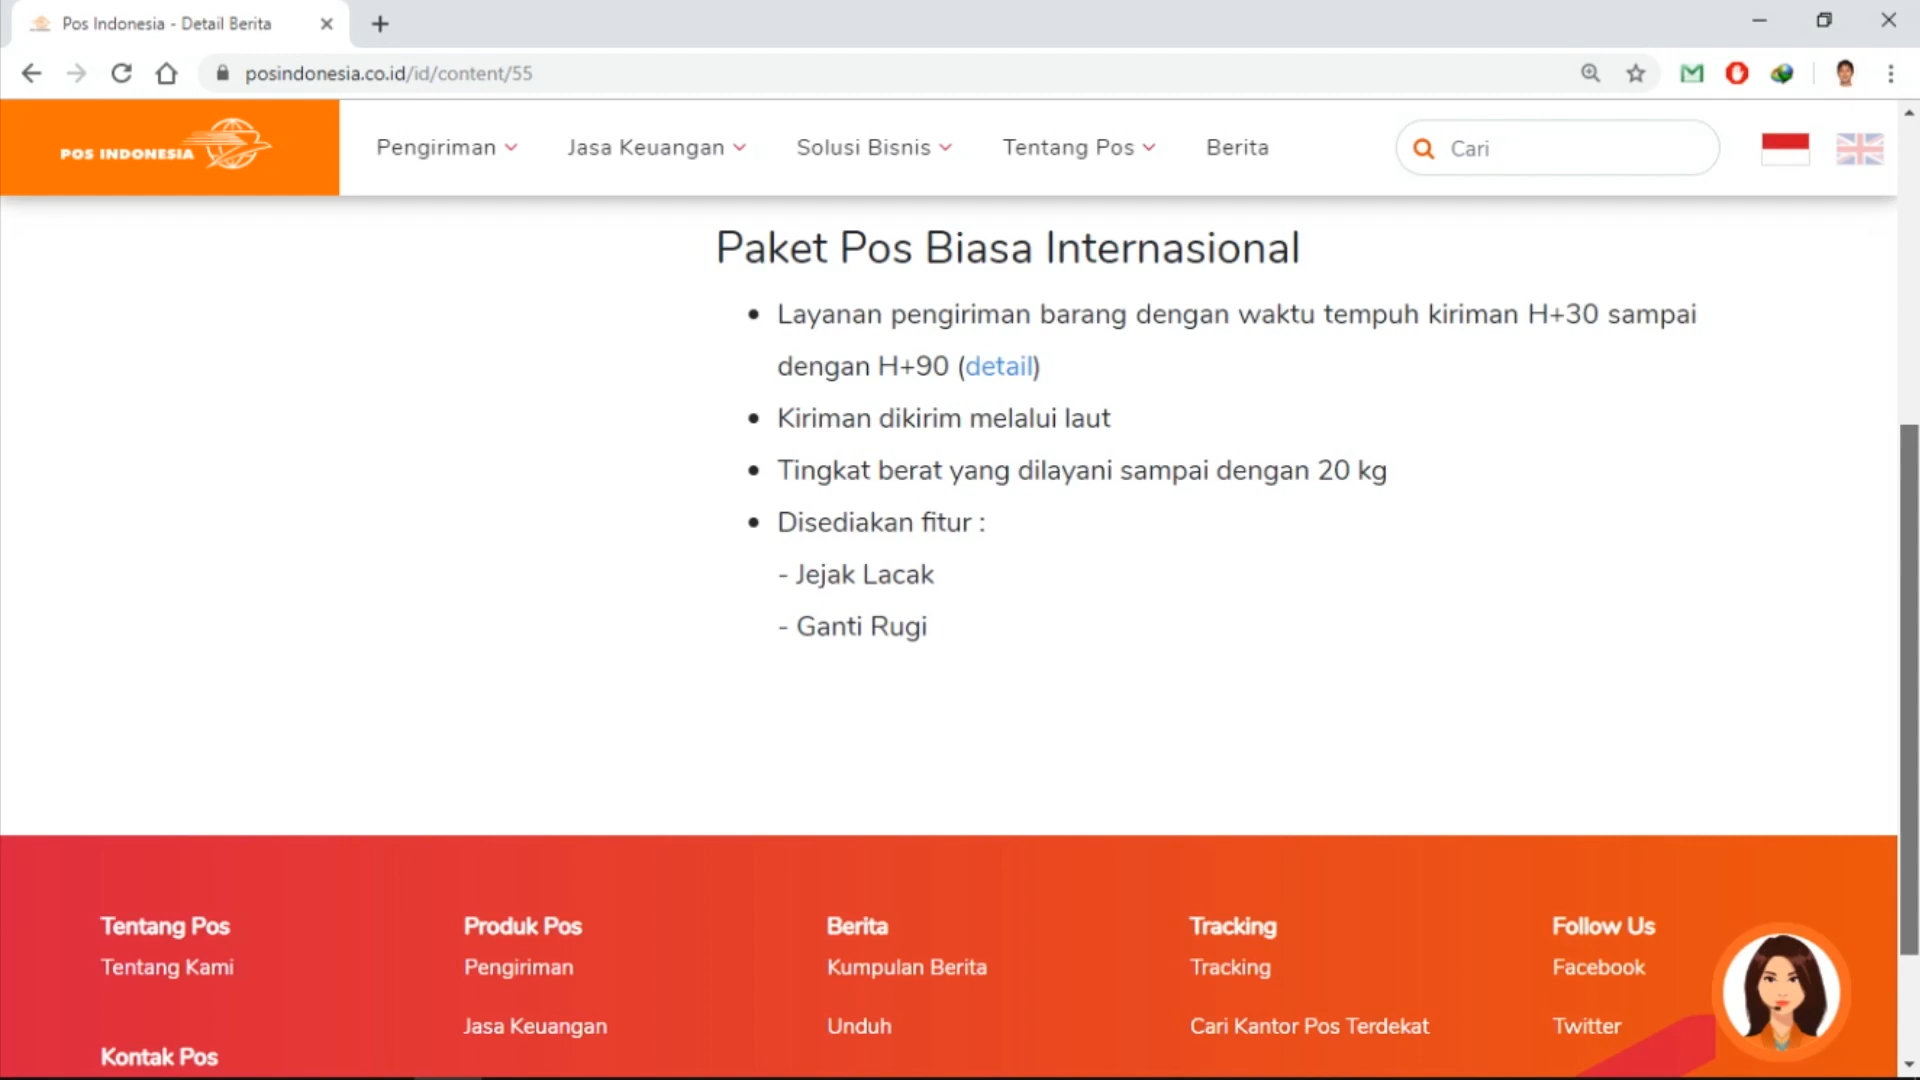 Pos Indonesia - Detail Berita
posindonesia.co.id/id/content/55
POS INDONESIA
Pengiriman
Jasa Keuangan
Solusi Bisnis
Tentang Pos
Berita
Cari
Paket Pos Biasa Internasional
• Layanan pengiriman barang dengan waktu tempuh kiriman H+30 sampai
dengan H+90 (detail)
• Kiriman dikirim melalui laut
• Tingkat berat yang dilayani sampai dengan 20 kg
• Disediakan fitur :
- Jejak Lacak
- Ganti Rugi
Tentang Pos
Tentang Kami
Kontak Pos
Produk Pos
Pengiriman
Jasa Keuangan
Berita
Kumpulan Berita
Unduh
Tracking
Tracking
Cari Kantor Pos Terdekat
Follow Us
Facebook
Twitter